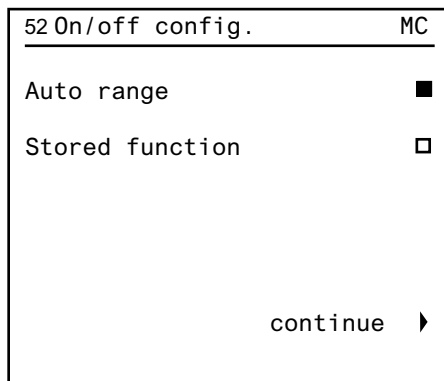 52 On/off config. MC
Auto range
Stored function
continue